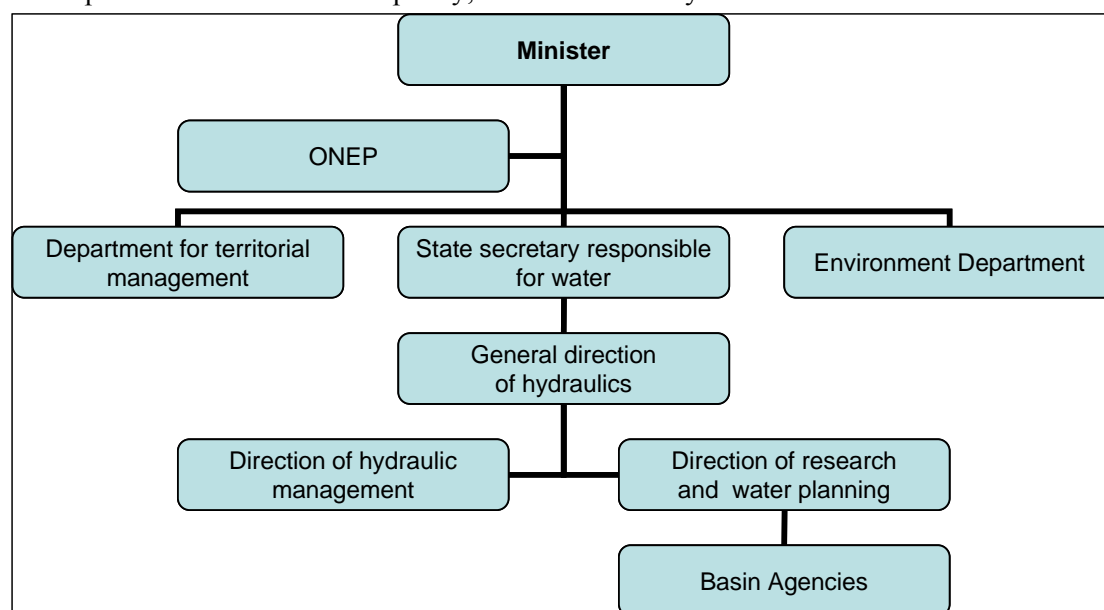 Minister
ONEP
Department for territorial
management
State secretary responsible
for water
Environment Department
General direction
of hydraulics
Direction of hydraulic
management
Direction of research
and water planning
Basin Agencies